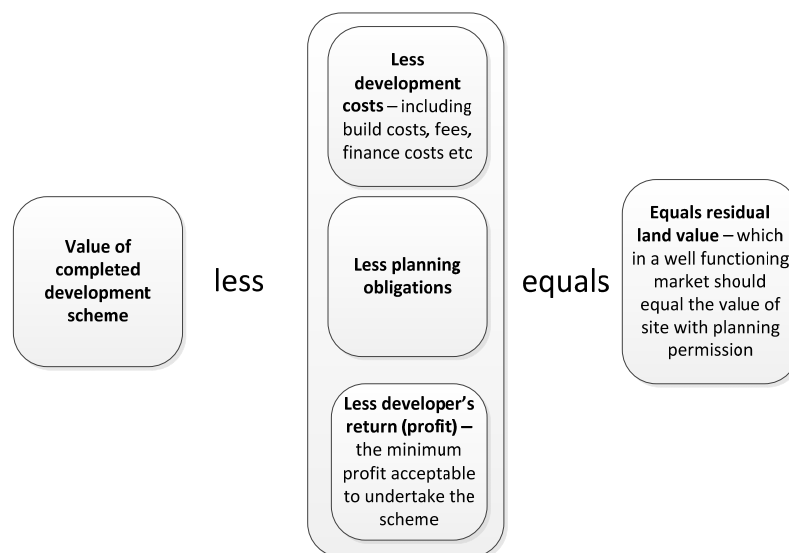 Value of
completed
development
scheme
less
Less
development
costs – including
build costs, fees,
finance costs etc
Less planning
obligations
Less developer's
return (profit) –
the minimum
profit acceptable
to undertake the
scheme
equals
Equals residual
land value – which
in a well functioning
market should
equal the value of
site with planning
permission